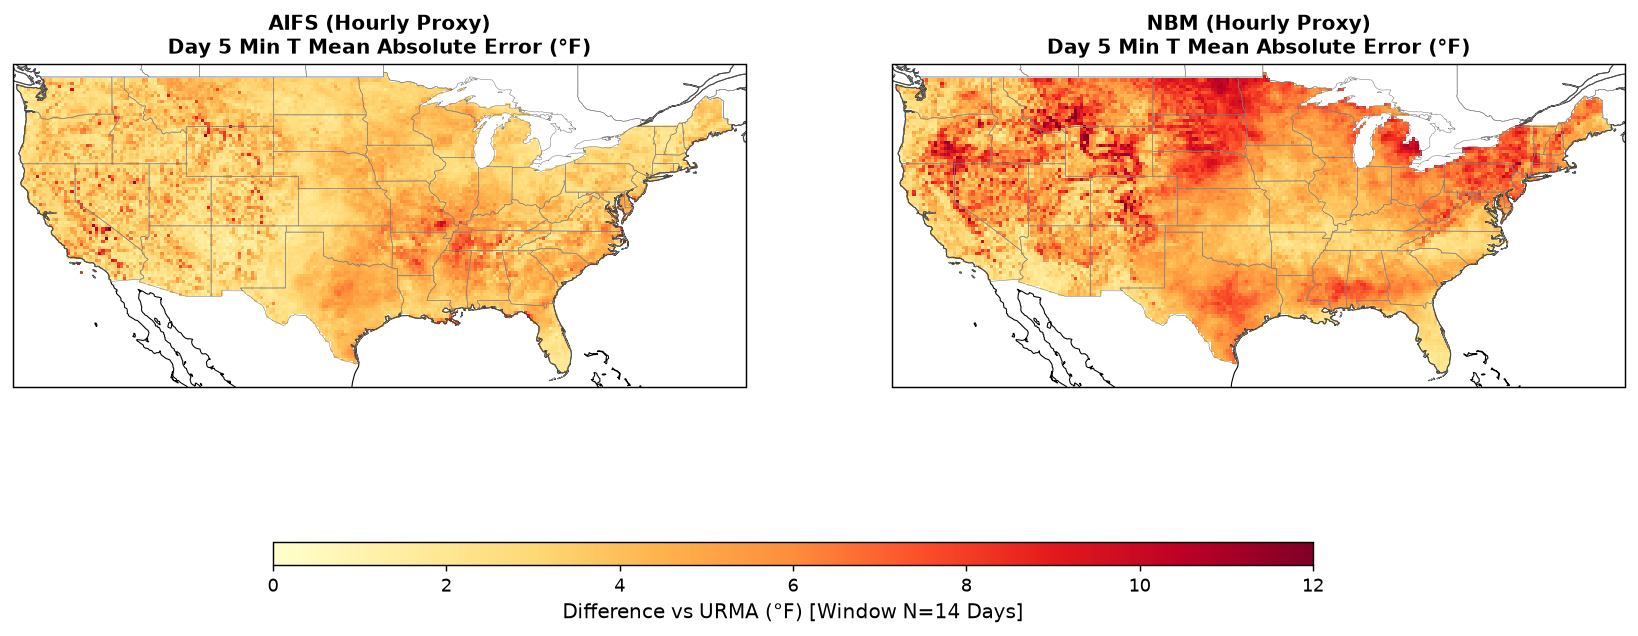 AIFS (Hourly Proxy)
Day 5 Min T Mean Absolute Error (°F)
NBM (Hourly Proxy)
Day 5 Min T Mean Absolute Error (°F)
0 2 4 6 8 10 12
Difference vs URMA (°F) [Window N=14 Days]